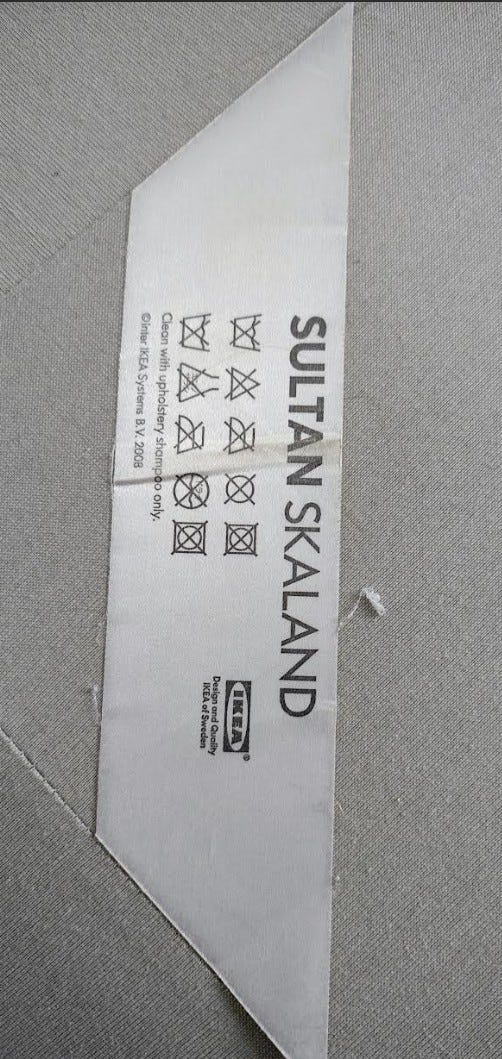 SULTAN SKALAND
Clean with upholstery shampoo only.
©Inter IKEA Systems B.V. 2008
IKEA®
Design and Quality
IKEA of Sweden